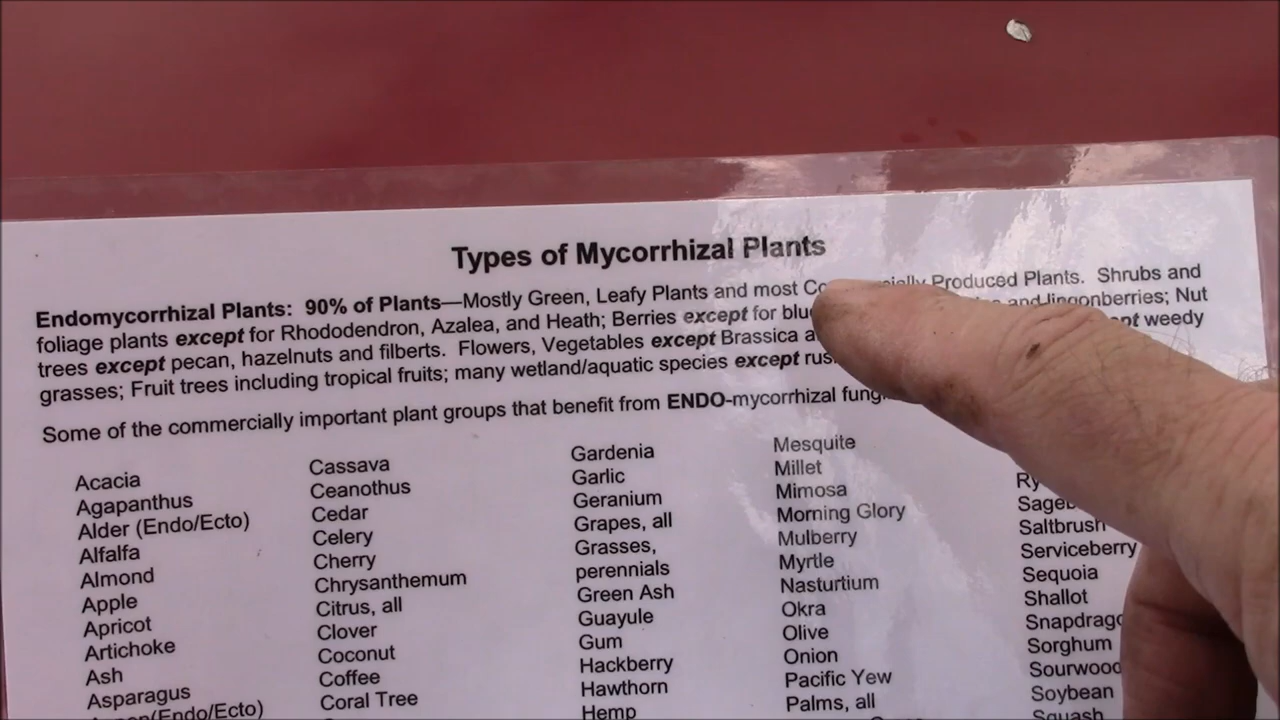 Types of Mycorrhizal Plants
Endomycorrhizal Plants: 90% of Plants—Mostly Green, Leafy Plants and most Produced Plants. Shrubs and
foliage plants except for Rhododendron, Azalea, and Heath; Berries except for and lingonberries; Nut
trees except pecan, hazelnuts and filberts. Flowers, Vegetables except Brassica weedy
grasses; Fruit trees including tropical fruits; many wetland/aquatic species except
Some of the commercially important plant groups that benefit from ENDO-mycorrhizal
Acacia
Agapanthus
Alder (Endo/Ecto)
Alfalfa
Almond
Apple
Apricot
Artichoke
Ash
Asparagus
(Endo/Ecto)
Cassava
Ceanothus
Cedar
Celery
Cherry
Chrysanthemum
Citrus, all
Clover
Coconut
Coffee
Coral Tree
Gardenia
Garlic
Geranium
Grapes, all
Grasses,
perennials
Green Ash
Guayule
Gum
Hackberry
Hawthorn
Hemp
Mesquite
Millet
Mimosa
Morning Glory
Mulberry
Myrtle
Nasturtium
Okra
Olive
Onion
Pacific Yew
Palms, all
Saltbrush
Serviceberry
Sequoia
Shallot
Sorghum
Sourwood
Soybean
Squash